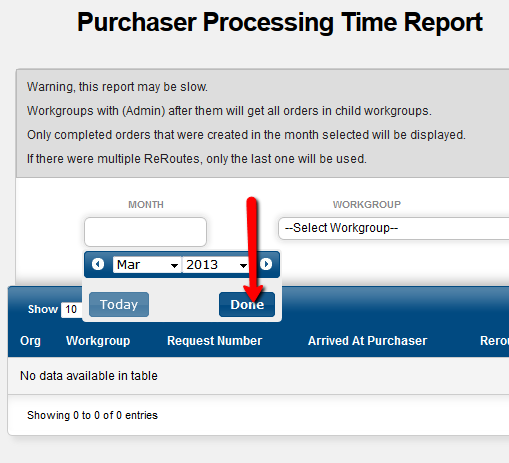 Purchaser Processing Time Report
Warning, this report may be slow.
Workgroups with (Admin) after them will get all orders in child workgroups.
Only completed orders that were created in the month selected will be displayed.
If there were multiple ReRoutes, only the last one will be used.
MONTH WORKGROUP
--Select Workgroup--
Mar 2013
Today Done
Show 10
Org Workgroup Request Number Arrived At Purchaser Rerou
No data available in table
Showing 0 to 0 of 0 entries